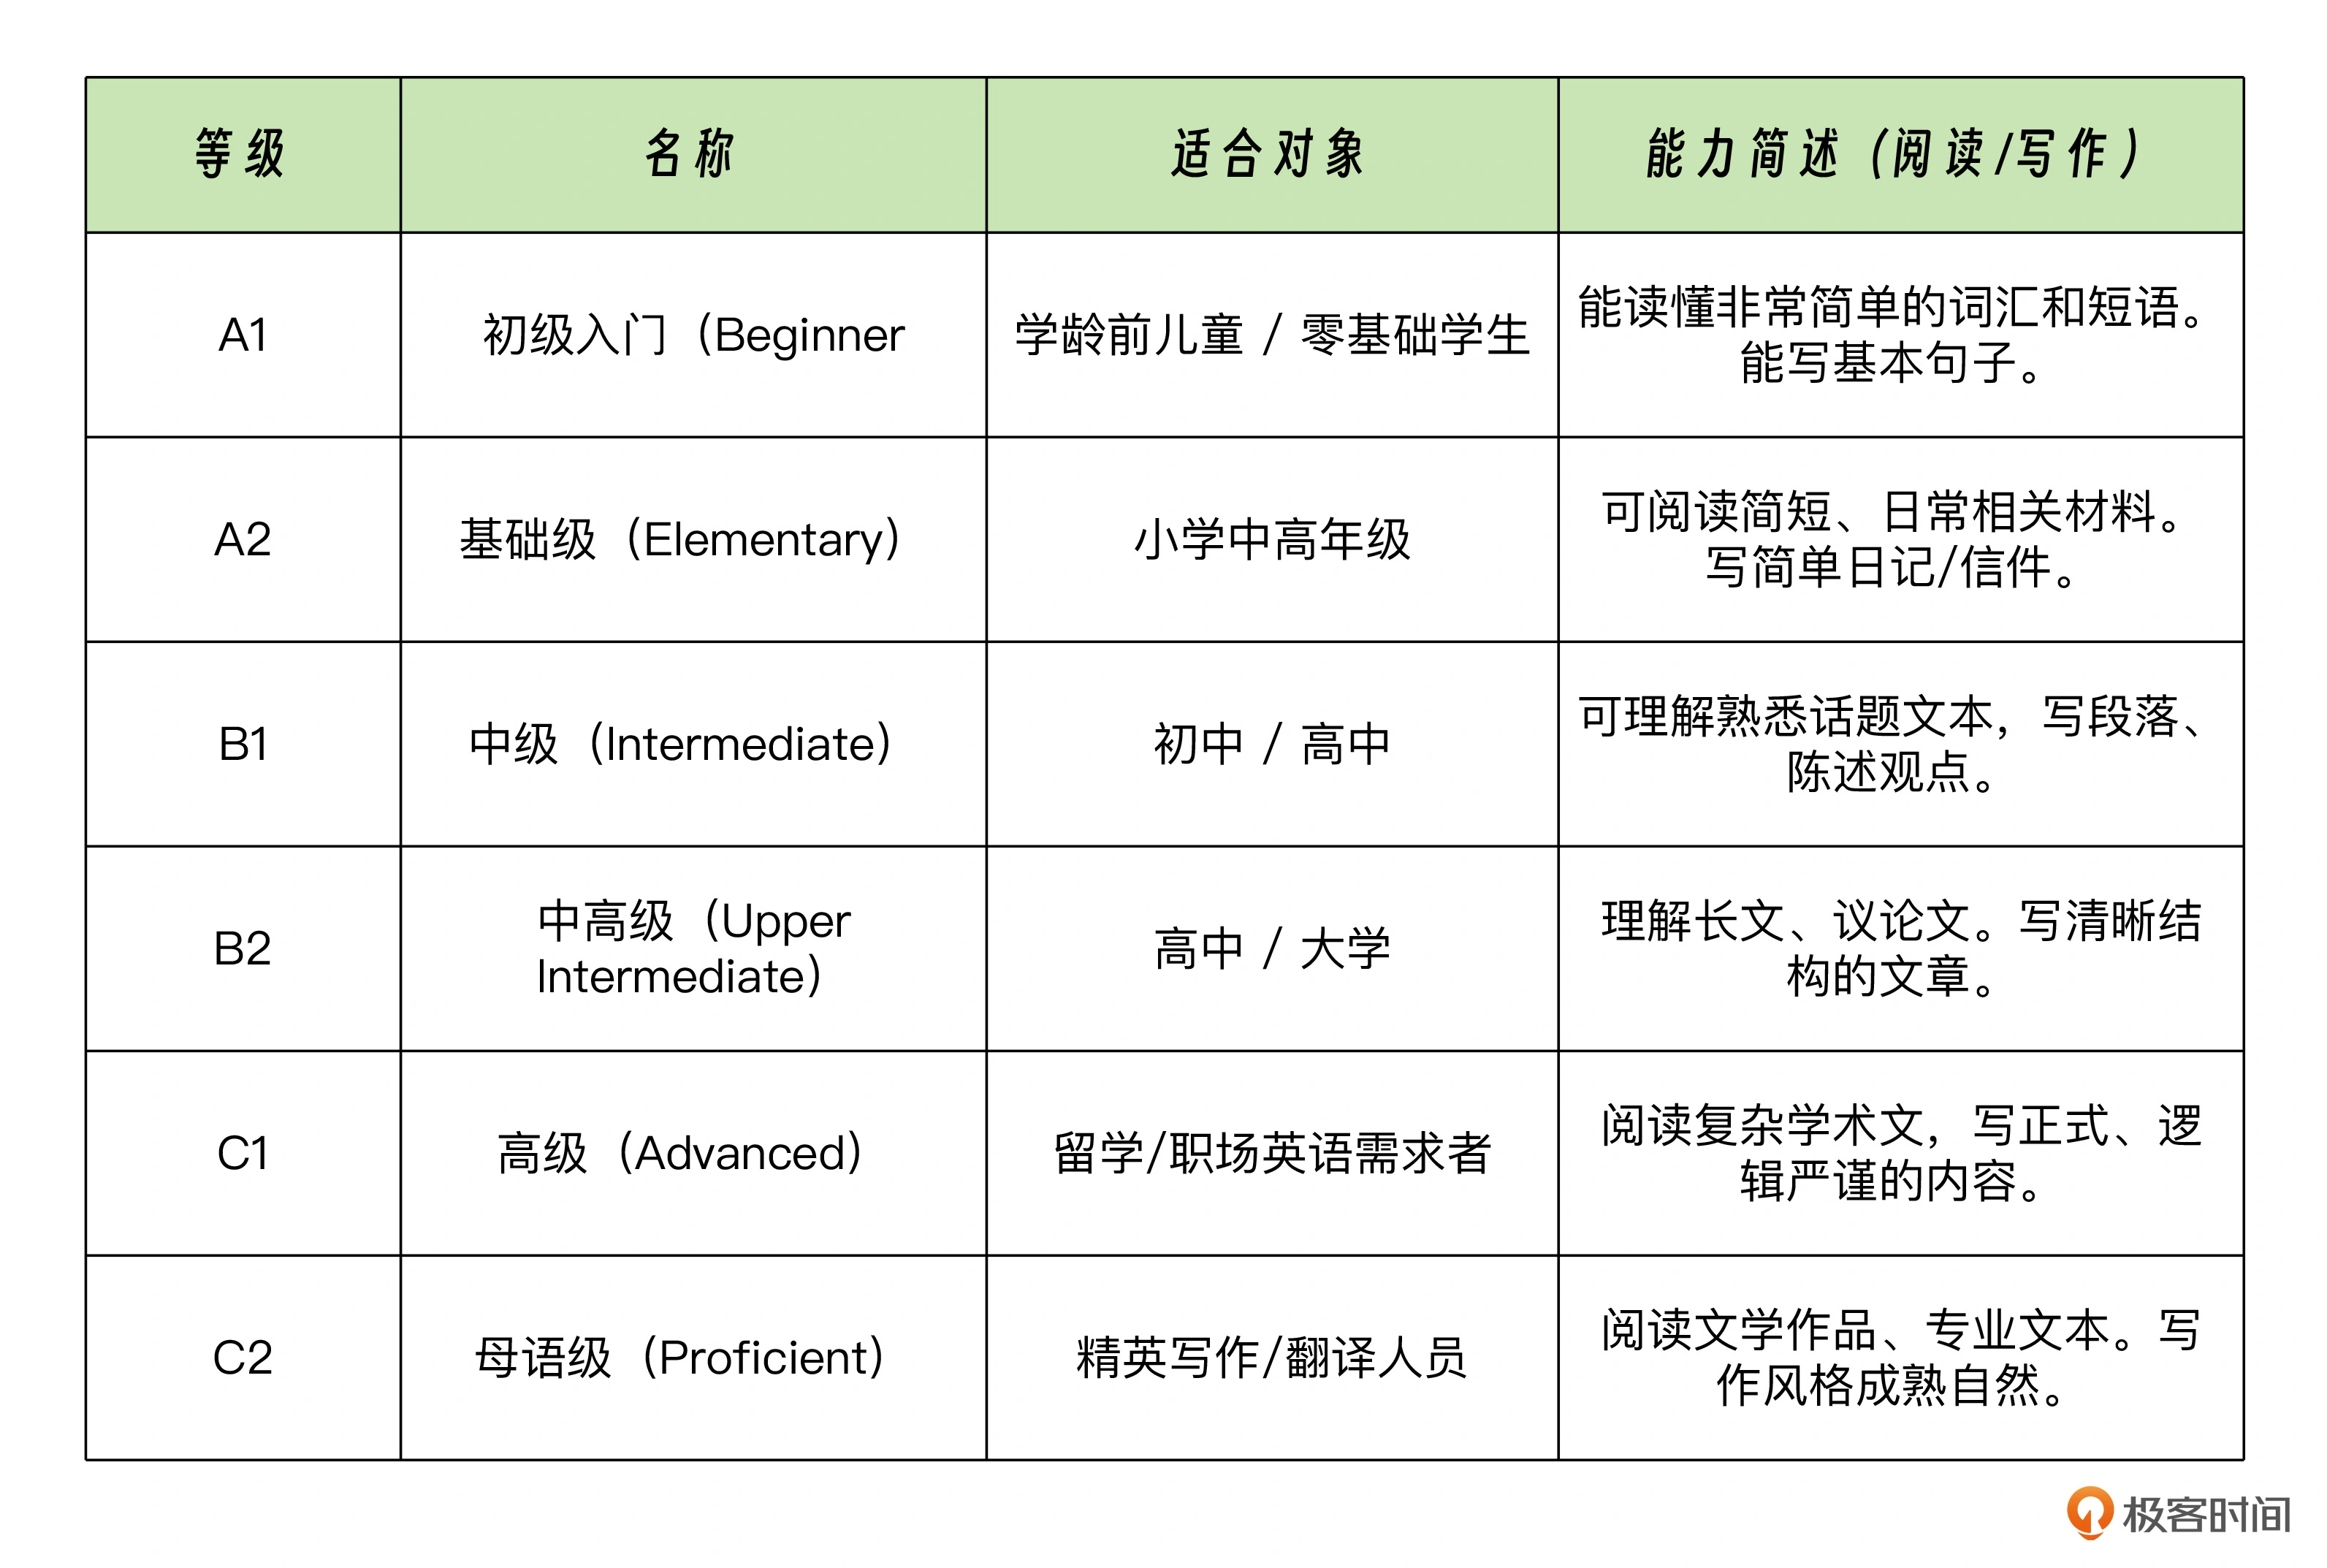 等级 名称 适合对象 能力简述（阅读/写作）
A1 初级入门（Beginner 学龄前儿童 / 零基础学生 能读懂非常简单的词汇和短语。
能写基本句子。
A2 基础级（Elementary） 小学中高年级 可阅读简短、日常相关材料。
写简单日记/信件。
B1 中级（Intermediate） 初中 / 高中 可理解熟悉话题文本，写段落、
陈述观点。
B2 中高级（Upper
Intermediate） 高中 / 大学 理解长文、议论文。写清晰结
构的文章。
C1 高级（Advanced） 留学/职场英语需求者 阅读复杂学术文，写正式、逻
辑严谨的内容。
C2 母语级（Proficient） 精英写作/翻译人员 阅读文学作品、专业文本。写
作风格成熟自然。
极客时间